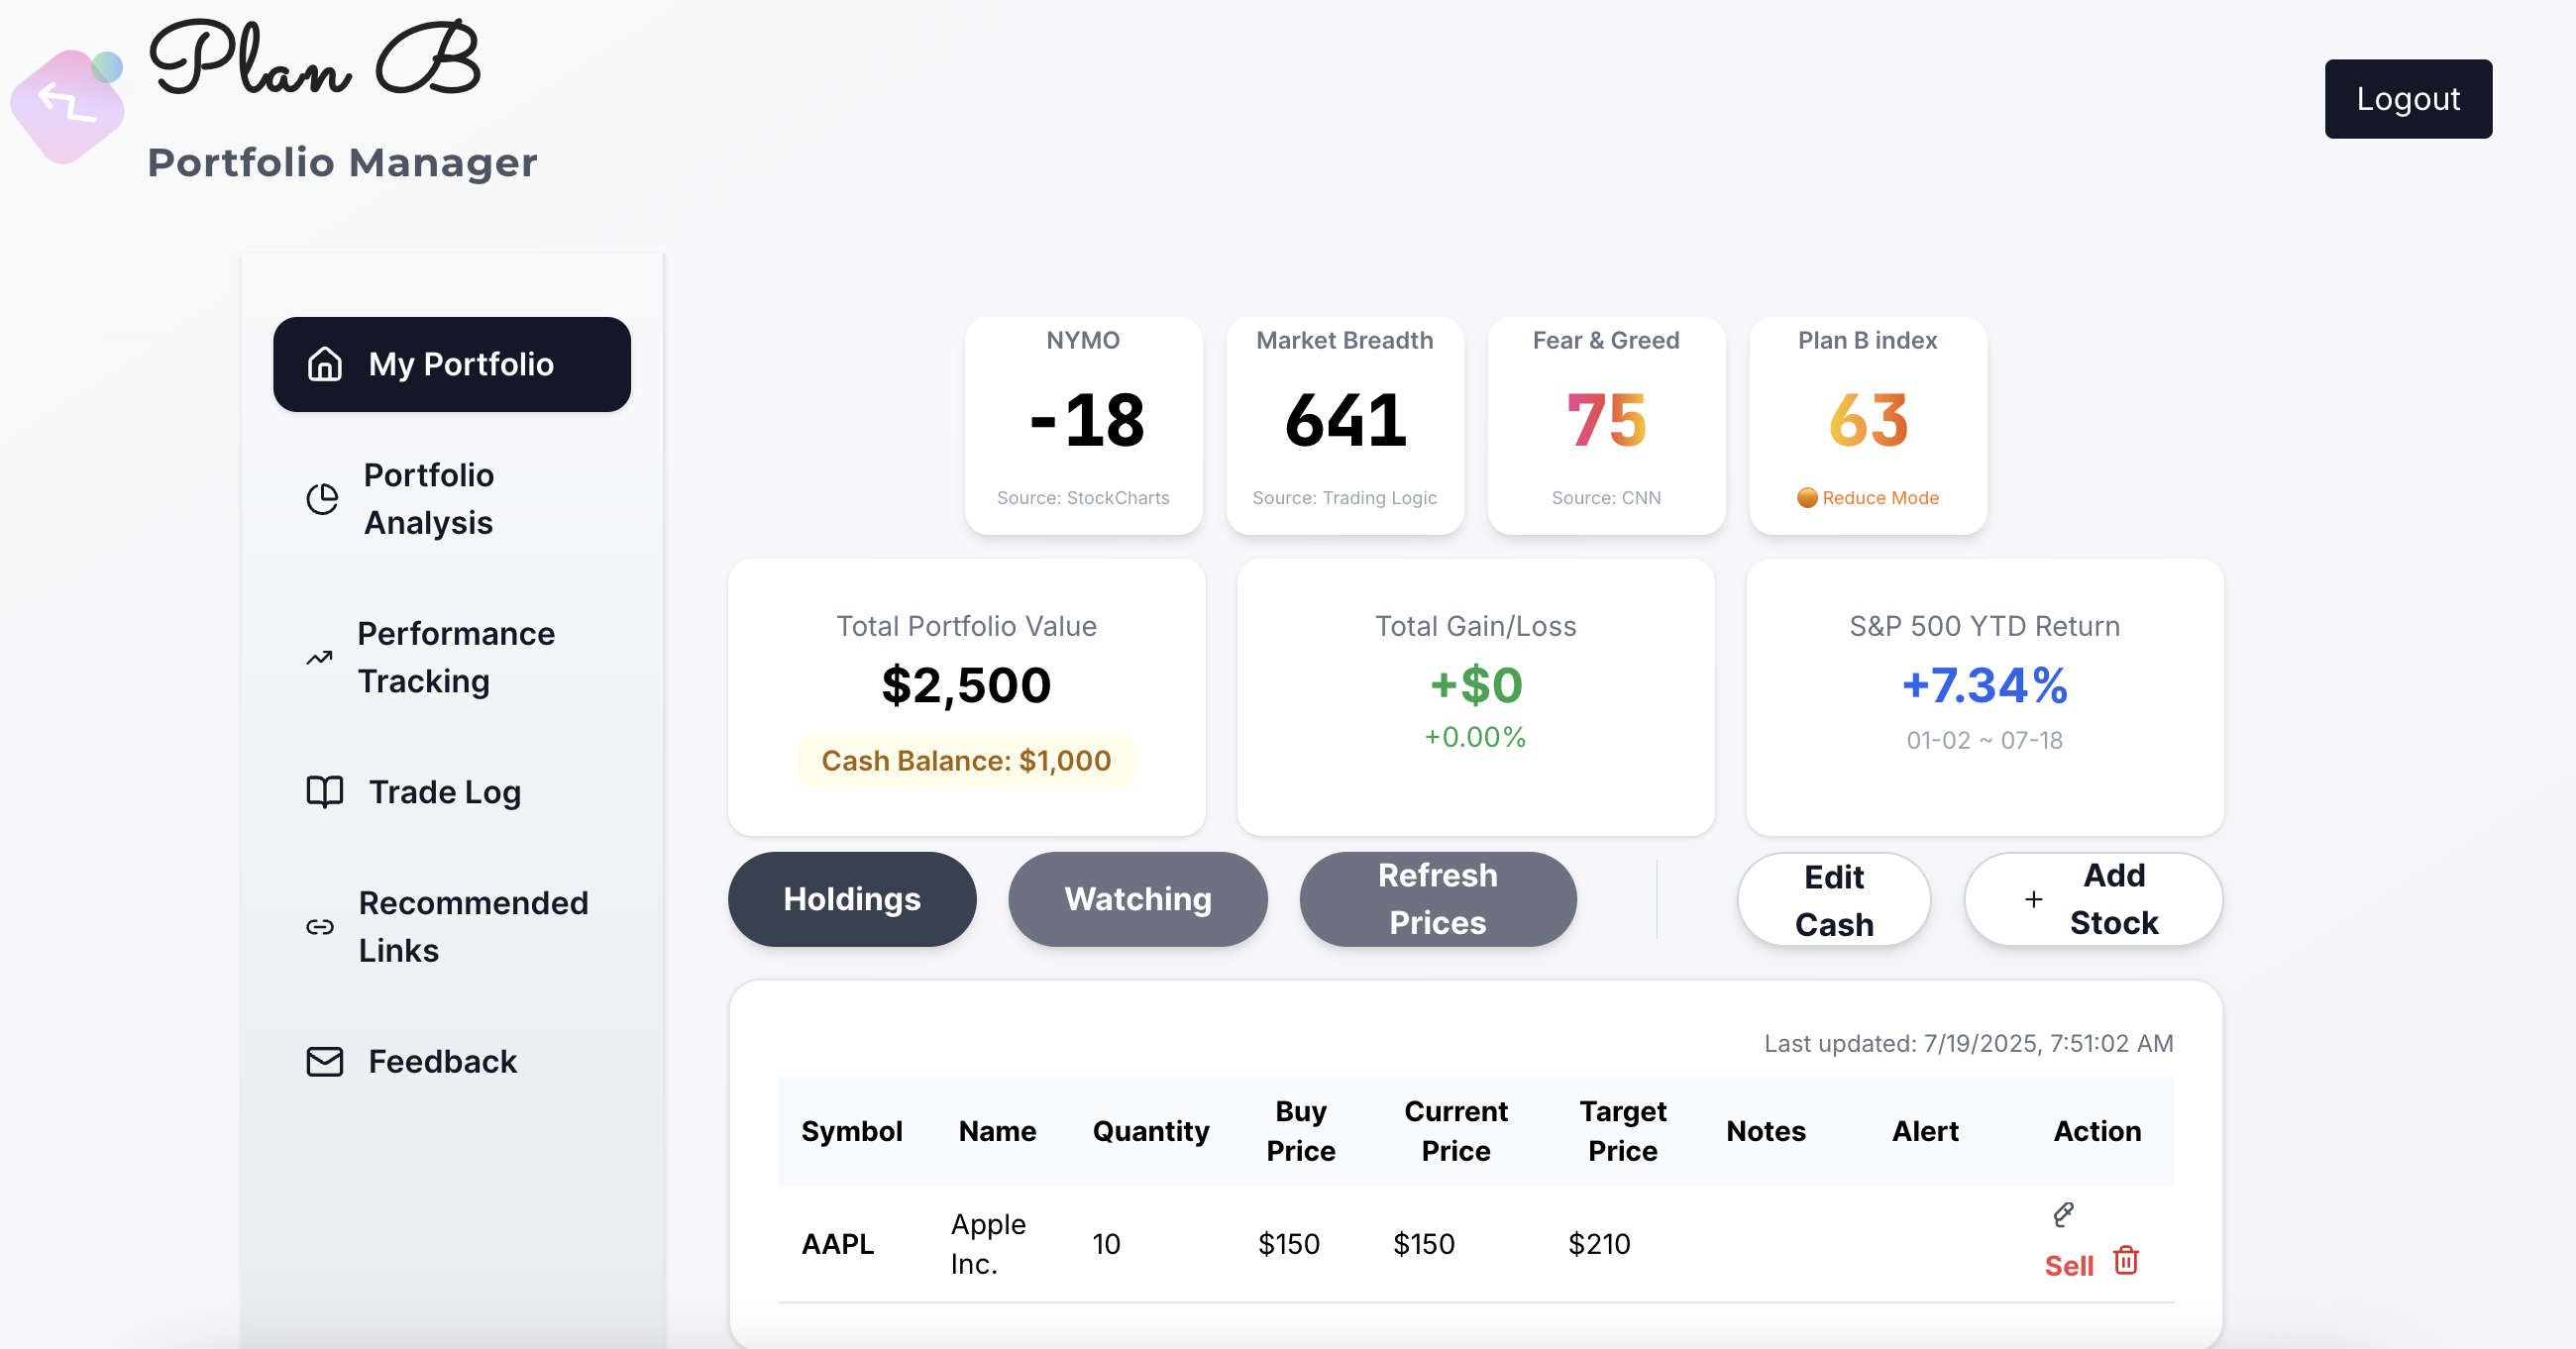 Plan B
Portfolio Manager
Logout
My Portfolio
Portfolio
Analysis
Performance
Tracking
Trade Log
Recommended
Links
Feedback
NYMO
-18
Source: StockCharts
Market Breadth
641
Source: Trading Logic
Fear & Greed
75
Source: CNN
Plan B index
63
Reduce Mode
Total Portfolio Value
$2,500
Cash Balance: $1,000
Total Gain/Loss
+$0
+0.00%
S&P 500 YTD Return
+7.34%
01-02 ~ 07-18
Holdings
Watching
Refresh
Prices
Edit
Cash
+ Add
Stock
Last updated: 7/19/2025, 7:51:02 AM
Symbol Name Quantity Buy Price Current Price Target Price Notes Alert Action
AAPL Apple Inc. 10 $150 $150 $210 Sell